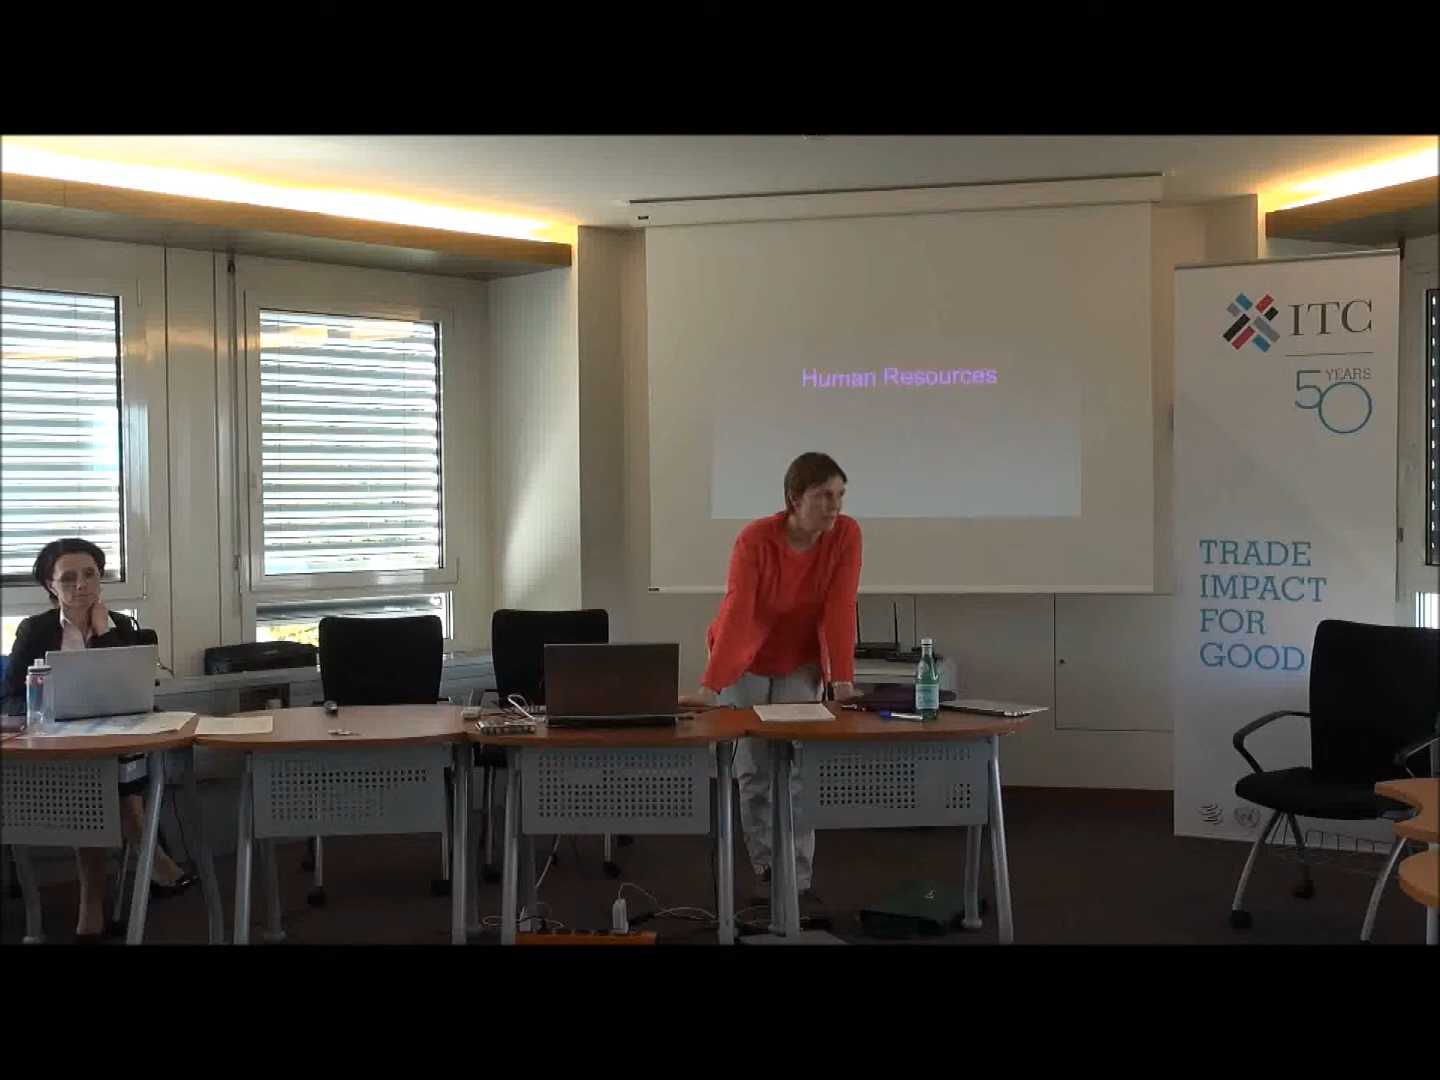 Human Resources
ITC
50 YEARS
TRADE
IMPACT
FOR
GOOD